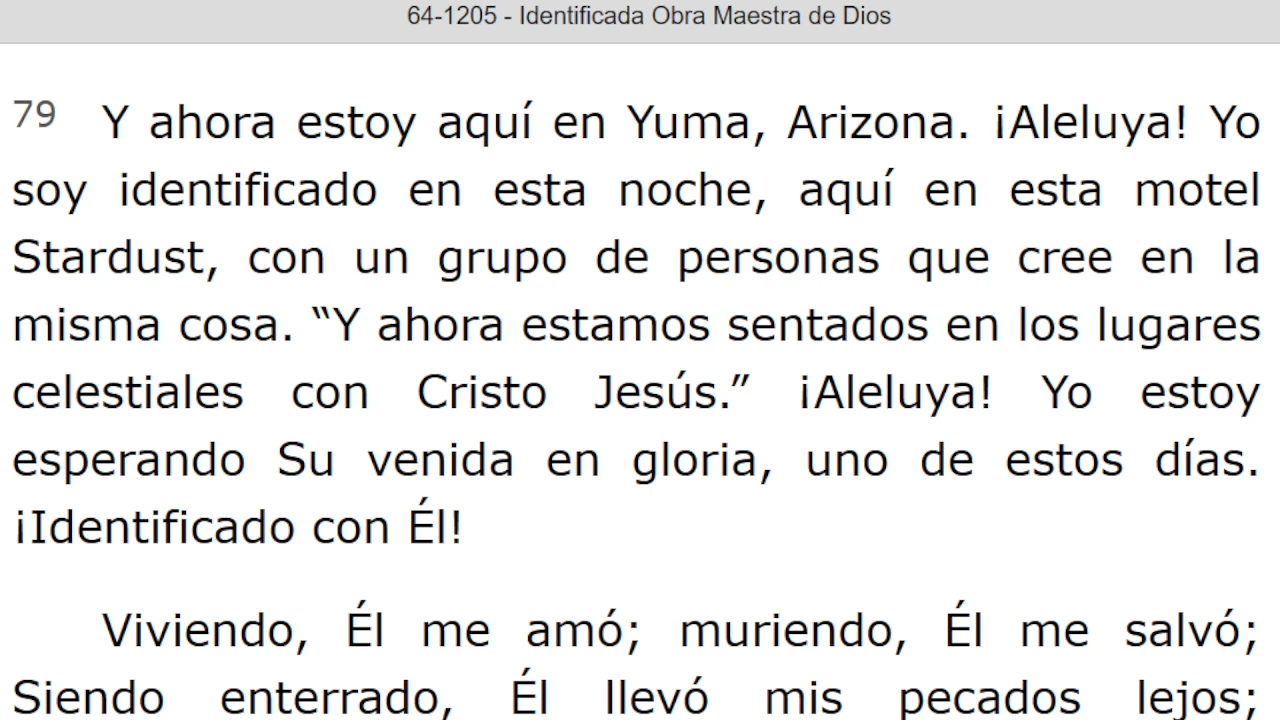 64-1205 - Identificada Obra Maestra de Dios
79 Y ahora estoy aquí en Yuma, Arizona. ¡Aleluya! Yo
soy identificado en esta noche, aquí en esta motel
Stardust, con un grupo de personas que cree en la
misma cosa. “Y ahora estamos sentados en los lugares
celestiales con Cristo Jesús.” ¡Aleluya! Yo estoy
esperando Su venida en gloria, uno de estos días.
¡Identificado con Él!
Viviendo, Él me amó; muriendo, Él me salvó;
Siendo enterrado, Él llevó mis pecados lejos;